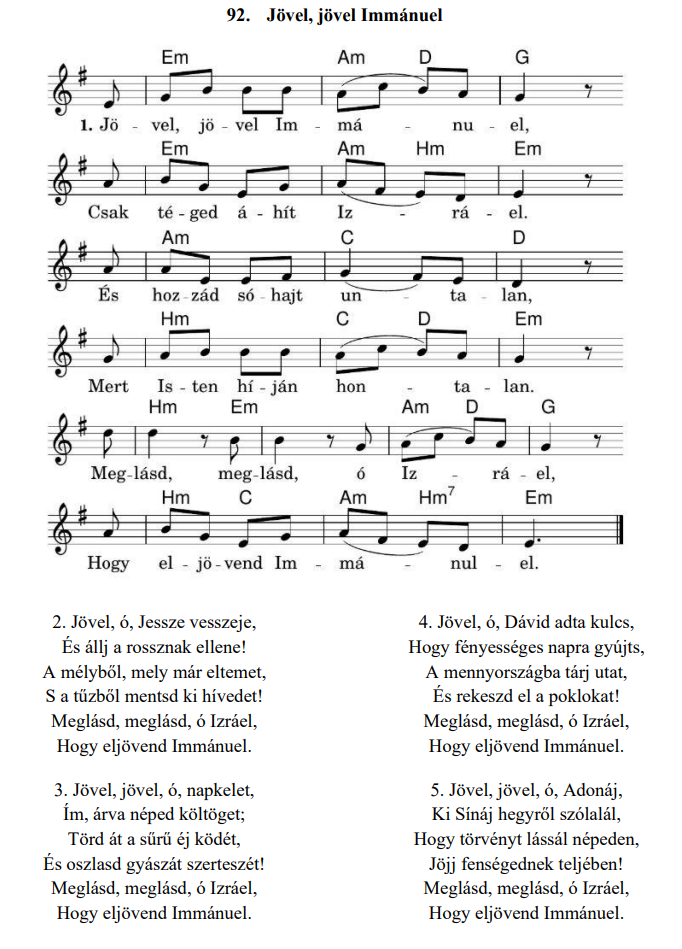 92. Jövel, jövel Immánuel
Em Am D G
1. Jö - vel, jö - vel Im - má - nu - el,
Em Am Hm Em
Csak té - ged á - hít Iz - rá - el.
Am C D
És hoz - zád só - hajt un - ta - lan,
Hm C D Em
Mert Is - ten hí - ján hon - ta - lan.
Hm Em Am D G
Meg - lásd, meg - lásd, ó Iz - rá - el,
Hm C Am Hm7 Em
Hogy el - jö - vend Im - má - nul - el.
2. Jövel, ó, Jessze vesszeje,
És állj a rossznak ellene!
A mélyből, mely már eltemet,
S a tűzből mentsd ki hívedet!
Meglásd, meglásd, ó Izráel,
Hogy eljövend Immánuel.
3. Jövel, jövel, ó, napkelet,
Ím, árva néped költöget;
Törd át a sűrű éj ködét,
És oszlasd gyászát szerteszét!
Meglásd, meglásd, ó Izráel,
Hogy eljövend Immánuel.
4. Jövel, ó, Dávid adta kulcs,
Hogy fényességes napra gyújts,
A mennyországba tárj utat,
És rekeszd el a poklokat!
Meglásd, meglásd, ó Izráel,
Hogy eljövend Immánuel.
5. Jövel, jövel, ó, Adonáj,
Ki Sínáj hegyről szólalál,
Hogy törvényt lássál népeden,
Jöjj fenségednek teljében!
Meglásd, meglásd, ó Izráel,
Hogy eljövend Immánuel.